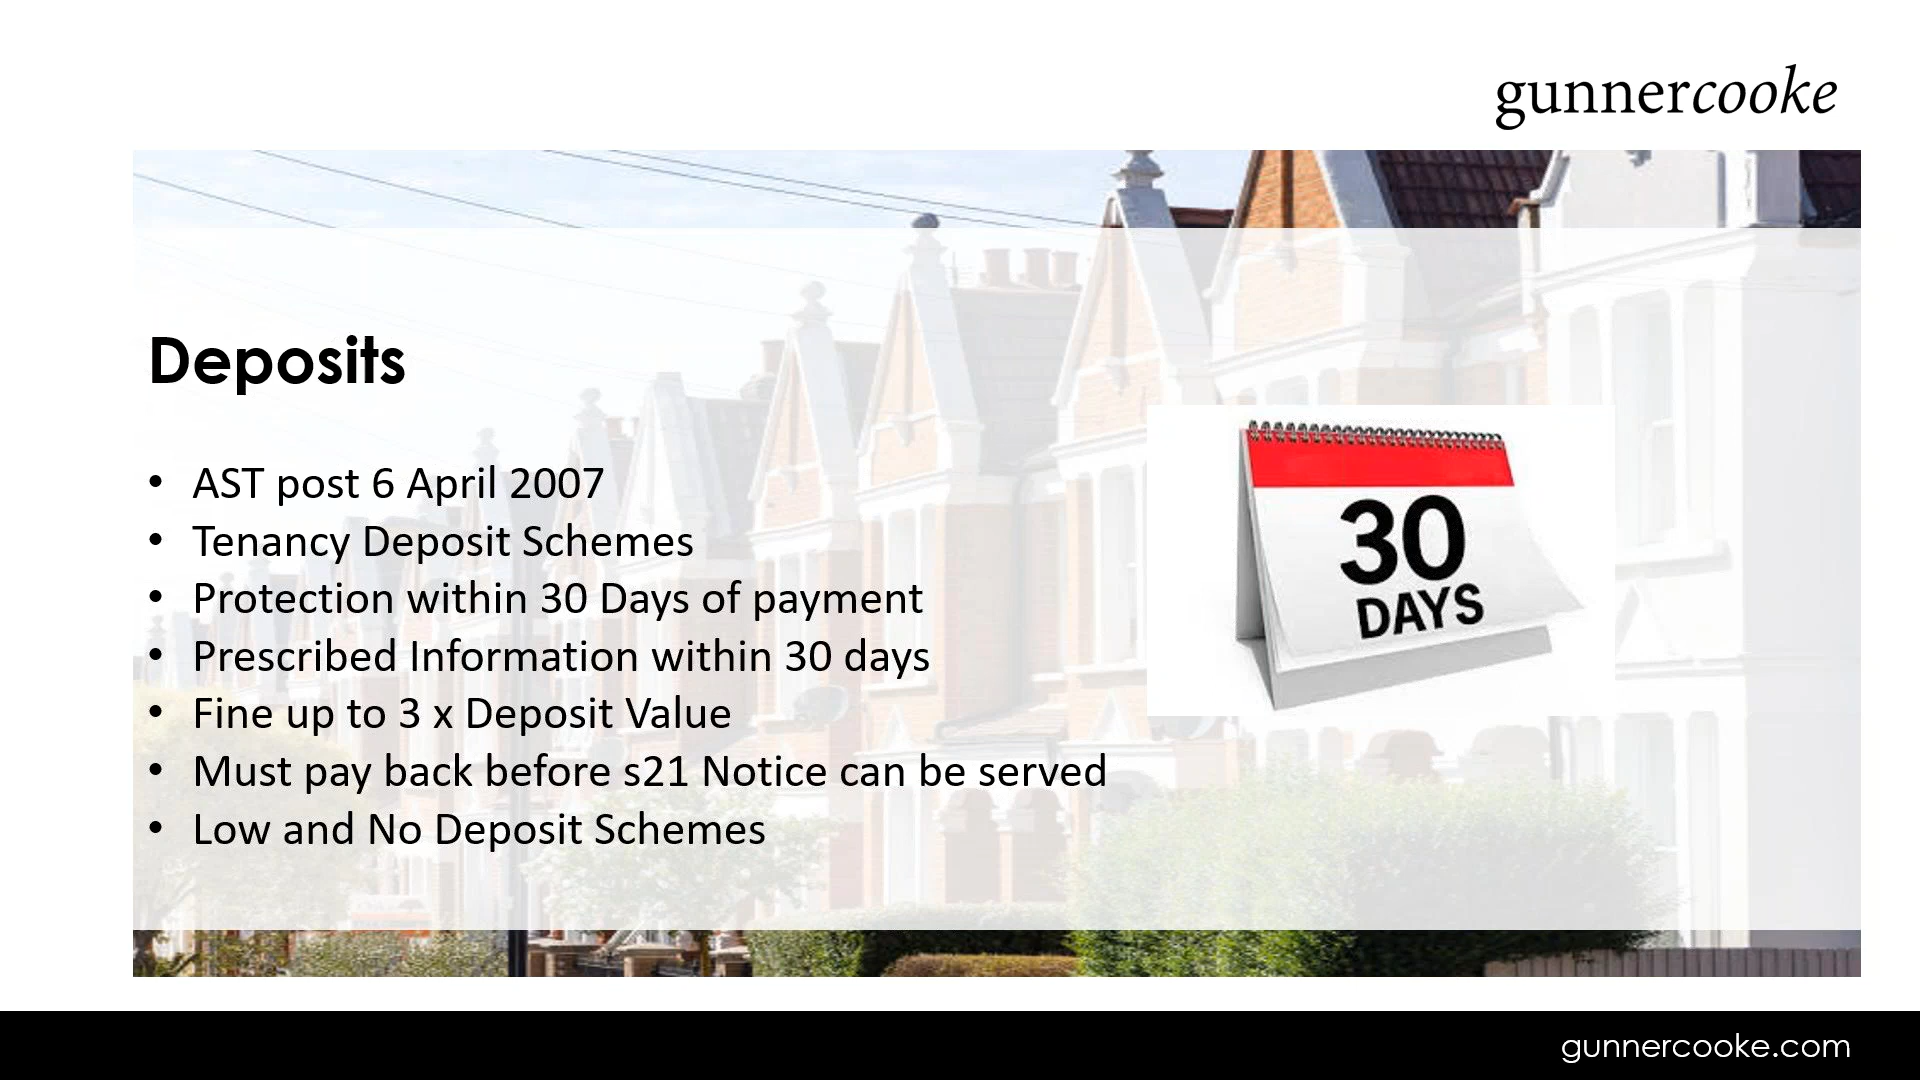 gunnercooke
Deposits
• AST post 6 April 2007
• Tenancy Deposit Schemes
• Protection within 30 Days of payment
• Prescribed Information within 30 days
• Fine up to 3 x Deposit Value
• Must pay back before s21 Notice can be served
• Low and No Deposit Schemes
30
DAYS
gunnercooke.com